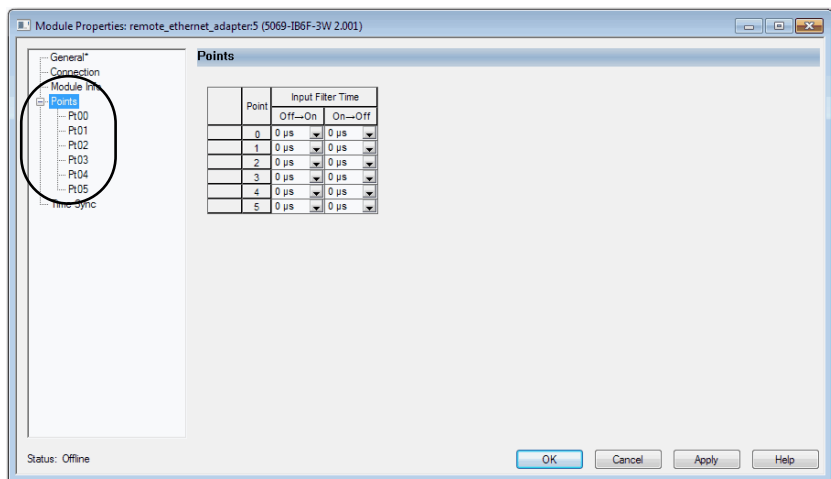 Module Properties: remote_ethernet_adapter:5 (5069-IB6F-3W 2.001)
General*
Connection
Module Info
Points
Pt00
Pt01
Pt02
Pt03
Pt04
Pt05
Time Sync
Points
Point Input Filter Time
Off→On On→Off
0 0 µs 0 µs
1 0 µs 0 µs
2 0 µs 0 µs
3 0 µs 0 µs
4 0 µs 0 µs
5 0 µs 0 µs
Status: Offline
OK Cancel Apply Help